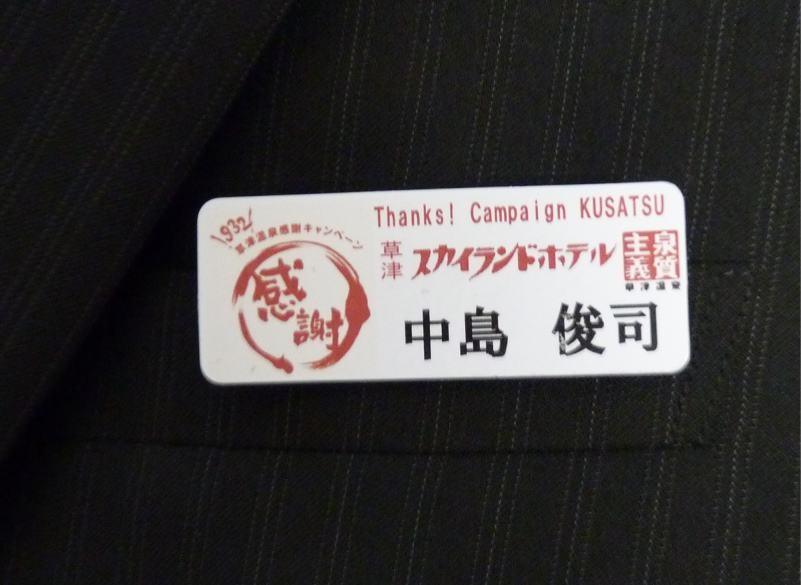 1932
草津温泉感謝キャンペーン
感謝
Thanks! Campaign KUSATSU
草津
スカイランドホテル
泉質
主義
草津温泉
中島 俊司